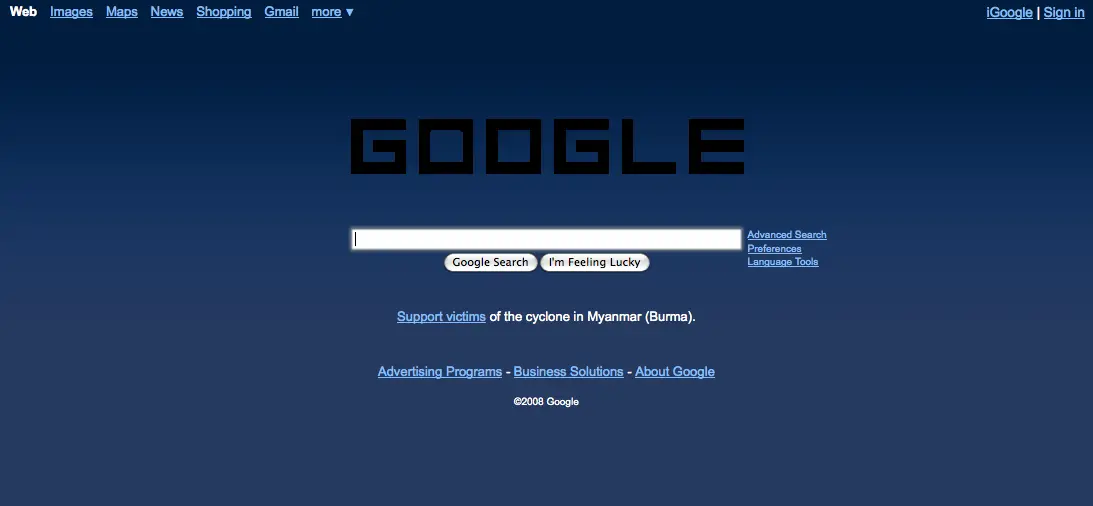 Web Images Maps News Shopping Gmail more ▼ iGoogle | Sign in
GOOGLE
Advanced Search
Preferences
Language Tools
Google Search I'm Feeling Lucky
Support victims of the cyclone in Myanmar (Burma).
Advertising Programs - Business Solutions - About Google
©2008 Google